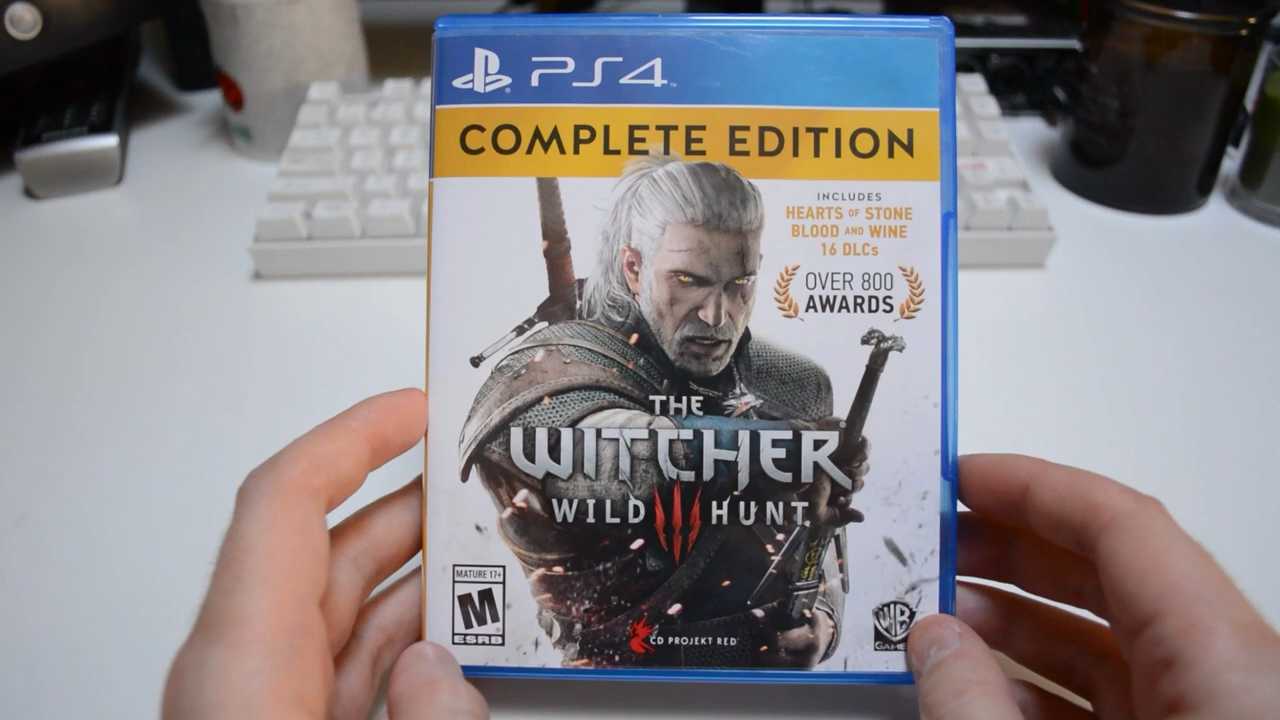 PS4
COMPLETE EDITION
INCLUDES
HEARTS OF STONE
BLOOD AND WINE
16 DLCs
OVER 800
AWARDS
THE
WITCHER
WILD III HUNT
MATURE 17+
M
ESRB
CD PROJEKT RED
WB